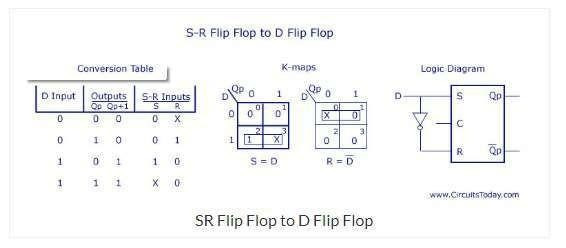 S-R Flip Flop to D Flip Flop
Conversion Table
D Input Outputs S-R Inputs
Qp Qp+1 S R
0 0 0 0 X
0 1 0 0 1
1 0 1 1 0
1 1 1 X 0
K-maps
D Qp 0 1
0 0 0 0 1
1 1 2 X 3
S = D
D Qp 0 1
X 0 0 1
0 2 0 3
R = D̅
Logic Diagram
D S Qp
C
R Q̅p
www.CircuitsToday.com
SR Flip Flop to D Flip Flop